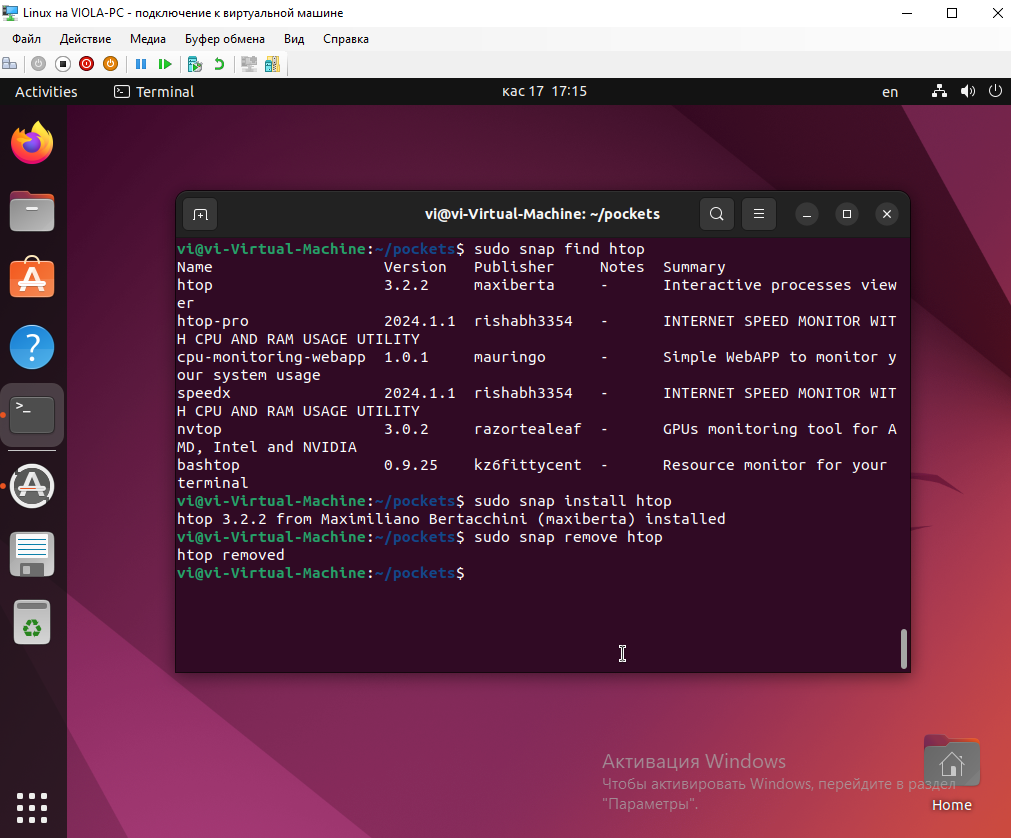 Linux на VIOLA-PC - подключение к виртуальной машине
Файл Действие Медиа Буфер обмена Вид Справка
Activities Terminal кас 17 17:15 en
vi@vi-Virtual-Machine: ~/pockets
vi@vi-Virtual-Machine:~/pockets$ sudo snap find htop
Name Version Publisher Notes Summary
htop 3.2.2 maxiberta - Interactive processes view
er
htop-pro 2024.1.1 rishabh3354 - INTERNET SPEED MONITOR WIT
H CPU AND RAM USAGE UTILITY
cpu-monitoring-webapp 1.0.1 mauringo - Simple WebAPP to monitor y
our system usage
speedx 2024.1.1 rishabh3354 - INTERNET SPEED MONITOR WIT
H CPU AND RAM USAGE UTILITY
nvtop 3.0.2 razortealeaf - GPUs monitoring tool for A
MD, Intel and NVIDIA
bashtop 0.9.25 kz6fittycent - Resource monitor for your
terminal
vi@vi-Virtual-Machine:~/pockets$ sudo snap install htop
htop 3.2.2 from Maximiliano Bertacchini (maxiberta) installed
vi@vi-Virtual-Machine:~/pockets$ sudo snap remove htop
htop removed
vi@vi-Virtual-Machine:~/pockets$
Активация Windows
Чтобы активировать Windows, перейдите в раздел
"Параметры".
Home